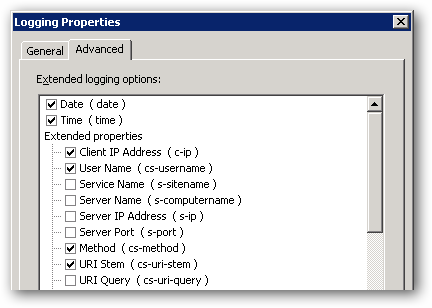 Logging Properties
General Advanced
Extended logging options:
Date ( date )
Time ( time )
Extended properties
Client IP Address ( c-ip )
User Name ( cs-username )
Service Name ( s-sitename )
Server Name ( s-computername )
Server IP Address ( s-ip )
Server Port ( s-port )
Method ( cs-method )
URI Stem ( cs-uri-stem )
URI Query ( cs-uri-query )